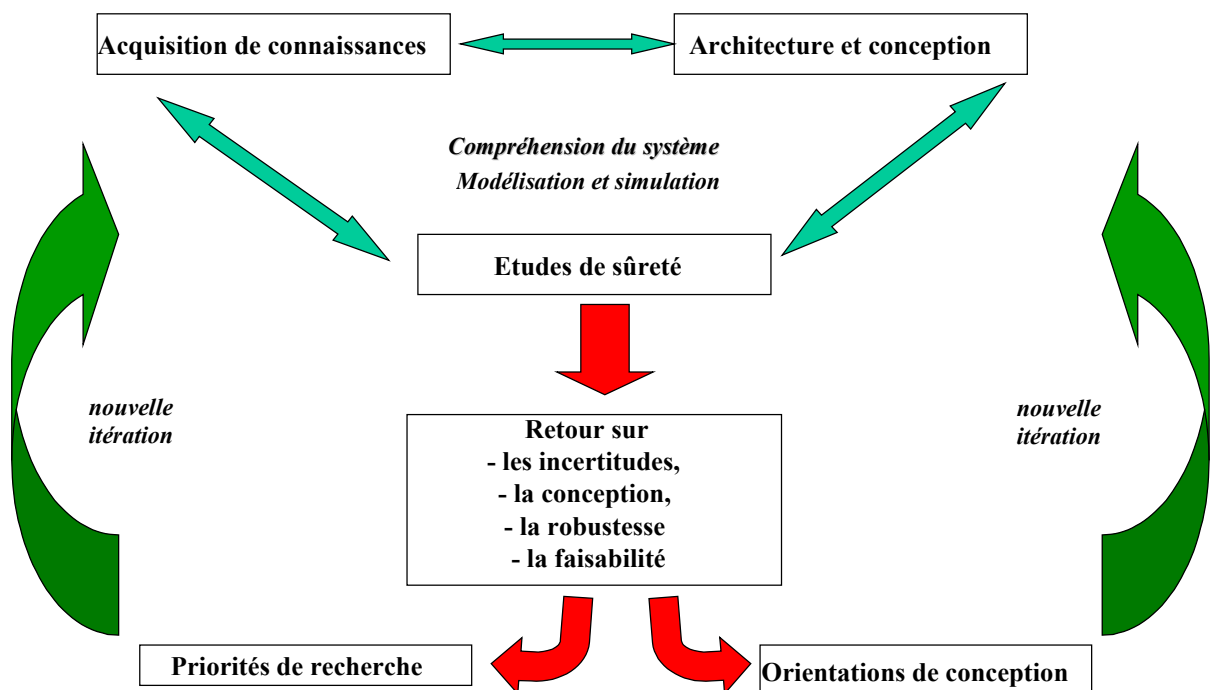 Acquisition de connaissances
Architecture et conception
Compréhension du système
Modélisation et simulation
Etudes de sûreté
nouvelle
itération
Retour sur
- les incertitudes,
- la conception,
- la robustesse
- la faisabilité
nouvelle
itération
Priorités de recherche
Orientations de conception